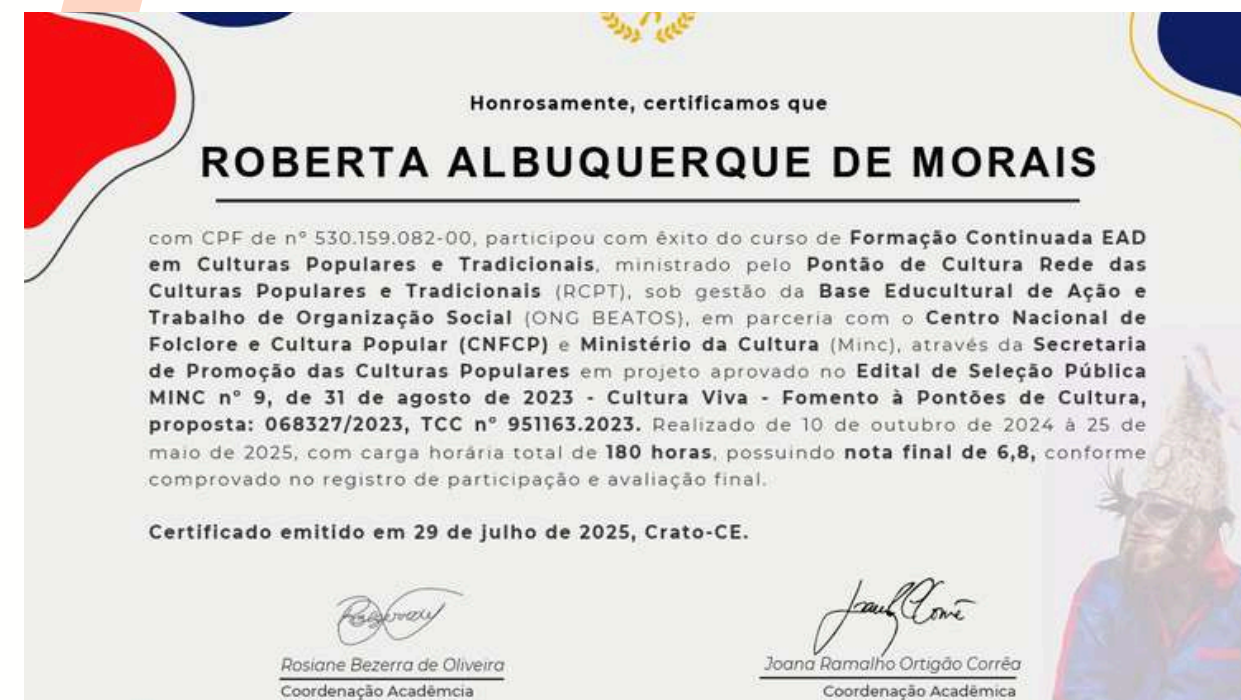 Honrosamente, certificamos que
ROBERTA ALBUQUERQUE DE MORAIS
com CPF de nº 530.159.082-00, participou com êxito do curso de Formação Continuada EAD
em Culturas Populares e Tradicionais, ministrado pelo Pontão de Cultura Rede das
Culturas Populares e Tradicionais (RCPT), sob gestão da Base Educultural de Ação e
Trabalho de Organização Social (ONG BEATOS), em parceria com o Centro Nacional de
Folclore e Cultura Popular (CNFCP) e Ministério da Cultura (Minc), através da Secretaria
de Promoção das Culturas Populares em projeto aprovado no Edital de Seleção Pública
MINC nº 9, de 31 de agosto de 2023 - Cultura Viva - Fomento à Pontões de Cultura,
proposta: 068327/2023, TCC nº 951163.2023. Realizado de 10 de outubro de 2024 à 25 de
maio de 2025, com carga horária total de 180 horas, possuindo nota final de 6,8, conforme
comprovado no registro de participação e avaliação final.
Certificado emitido em 29 de julho de 2025, Crato-CE.
Rosiane Bezerra de Oliveira
Coordenação Acadêmcia
Joana Ramalho Ortigão Corrêa
Coordenação Acadêmica